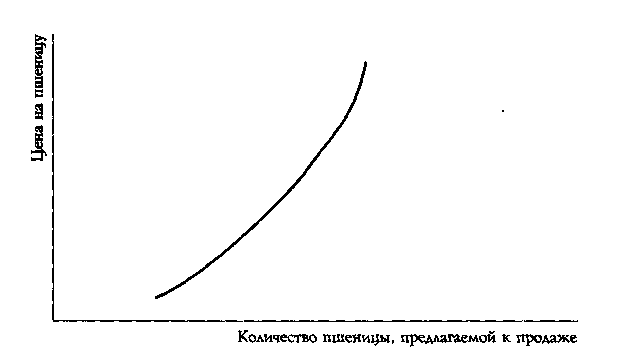 Цена на пшеницу
Количество пшеницы, предлагаемой к продаже